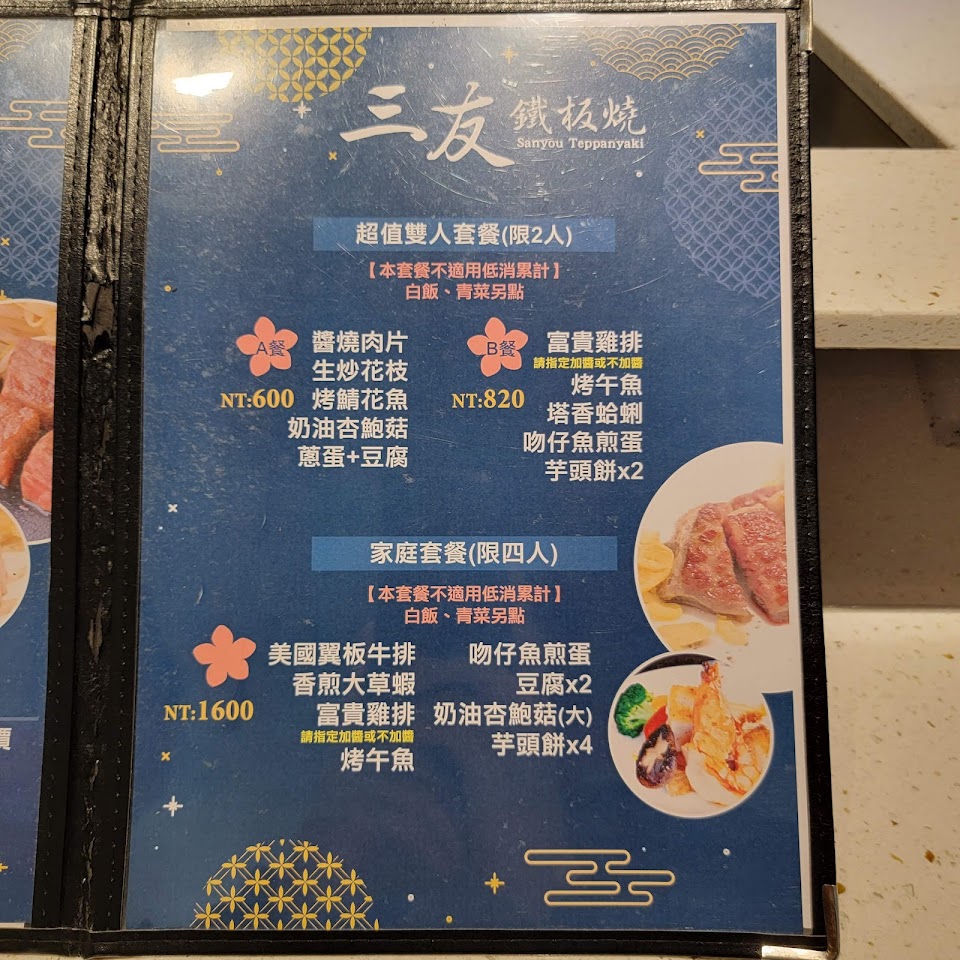 三友 鐵板燒
Sanyou Teppanyaki
超值雙人套餐(限2人)
【本套餐不適用低消累計】
白飯、青菜另點
A餐
NT:600
醬燒肉片
生炒花枝
烤鯖花魚
奶油杏鮑菇
蔥蛋+豆腐
B餐
NT:820
富貴雞排
請指定加醬或不加醬
烤午魚
塔香蛤蜊
吻仔魚煎蛋
芋頭餅x2
家庭套餐(限四人)
【本套餐不適用低消累計】
白飯、青菜另點
NT:1600
美國翼板牛排
香煎大草蝦
富貴雞排
請指定加醬或不加醬
烤午魚
吻仔魚煎蛋
豆腐x2
奶油杏鮑菇(大)
芋頭餅x4